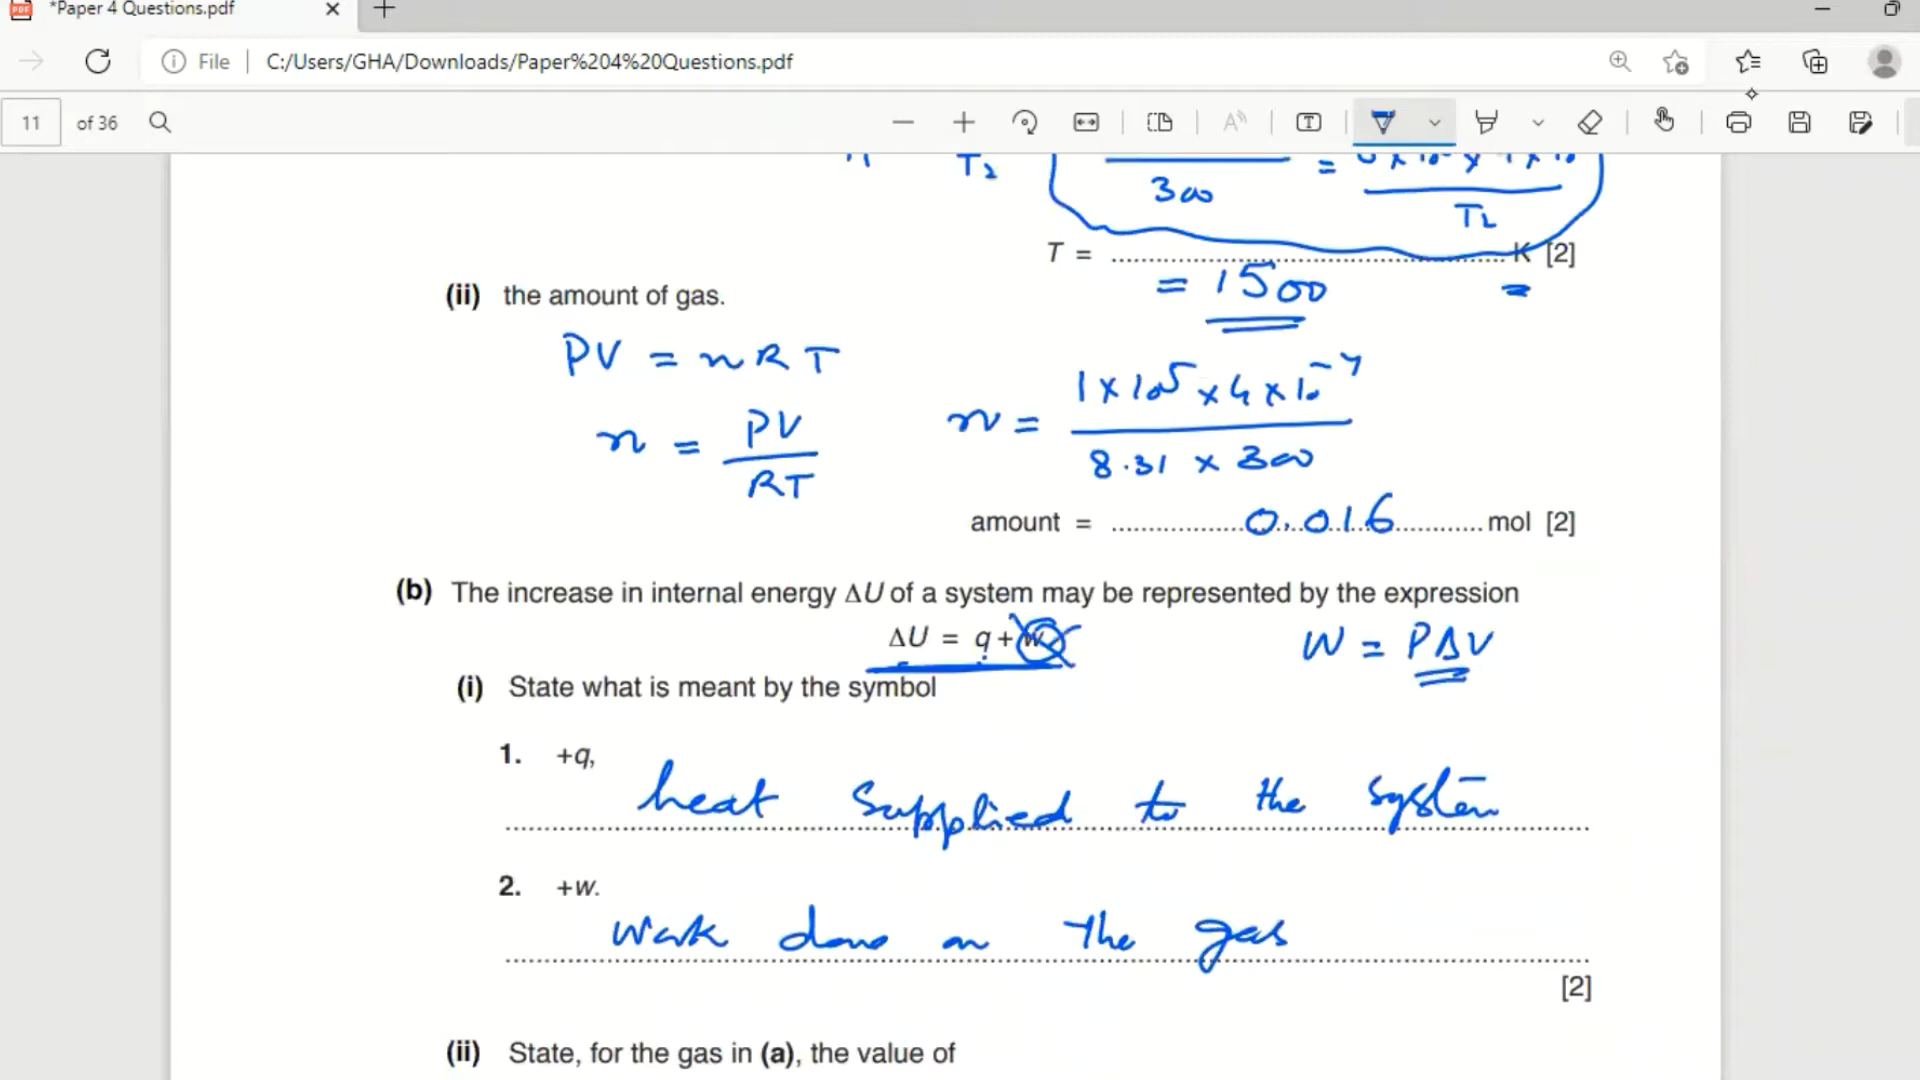 *Paper 4 Questions.pdf
File C:/Users/GHA/Downloads/Paper%204%20Questions.pdf
11 of 36
T₂ 300 = T₂
T = ........ K [2]
= 1500
(ii) the amount of gas.
PV = nRT
n = PV / RT
n = 1 × 10⁵ × 4 × 10⁻⁴ / 8.31 × 300
amount = ........ 0.016 ........ mol [2]
(b) The increase in internal energy ΔU of a system may be represented by the expression
ΔU = q + w
W = PΔV
(i) State what is meant by the symbol
1. +q,
heat supplied to the system
2. +w.
work done on the gas
[2]
(ii) State, for the gas in (a), the value of